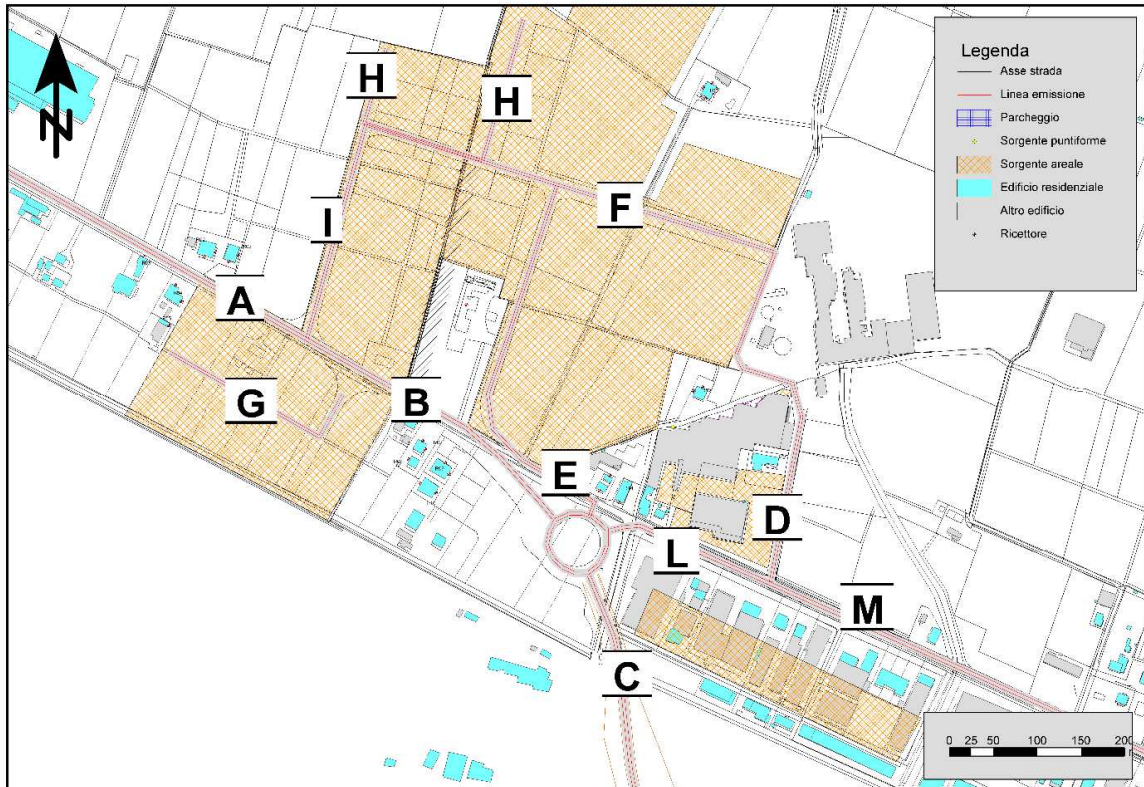 N
H
H
I
F
A
G
B
E
D
L
M
C
Legenda
Asse strada
Linea emissione
Parcheggio
Sorgente puntiforme
Sorgente areale
Edificio residenziale
Altro edificio
Ricettore
0 25 50 100 150 200